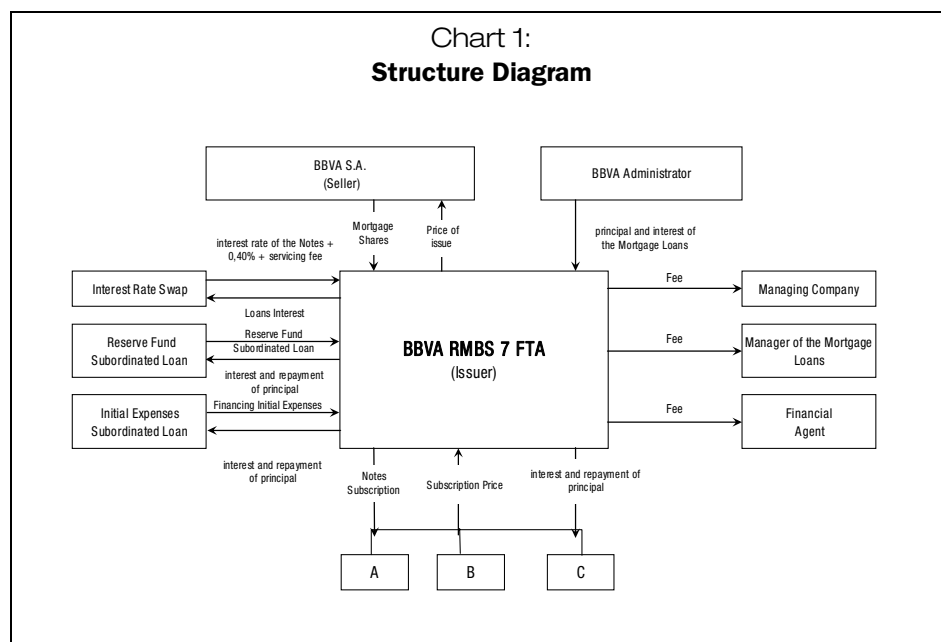 Chart 1:
Structure Diagram
BBVA S.A.
(Seller)
BBVA Administrator
Mortgage
Shares
Price of
issue
principal and interest of
the Mortgage Loans
interest rate of the Notes +
0,40% + servicing fee
Interest Rate Swap
Loans Interest
Reserve Fund
Subordinated Loan
Reserve Fund
Subordinated Loan
interest and repayment
of principal
Financing Initial Expenses
Initial Expenses
Subordinated Loan
interest and repayment
of principal
BBVA RMBS 7 FTA
(Issuer)
Fee
Managing Company
Fee
Manager of the Mortgage
Loans
Fee
Financial
Agent
Notes
Subscription
Subscription Price
interest and repayment of
principal
A
B
C